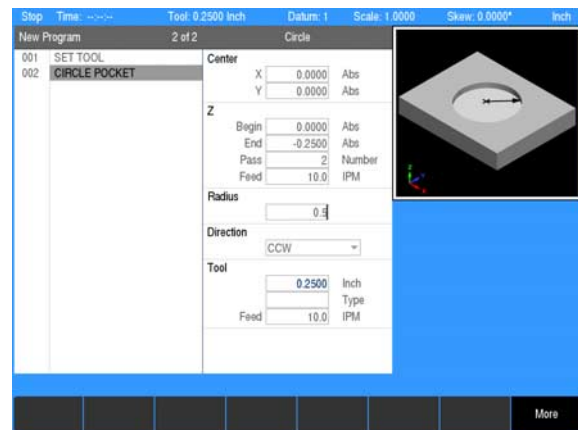 Stop Time: --:--:-- Tool: 0.2500 Inch Datum: 1 Scale: 1.0000 Skew: 0.0000° Inch
New Program 2 of 2 Circle
001 SET TOOL
002 CIRCLE POCKET
Center
X 0.0000 Abs
Y 0.0000 Abs
Z
Begin 0.0000 Abs
End -0.2500 Abs
Pass 2 Number
Feed 10.0 IPM
Radius
0.5
Direction
CCW
Tool
0.2500 Inch
Type
Feed 10.0 IPM
More